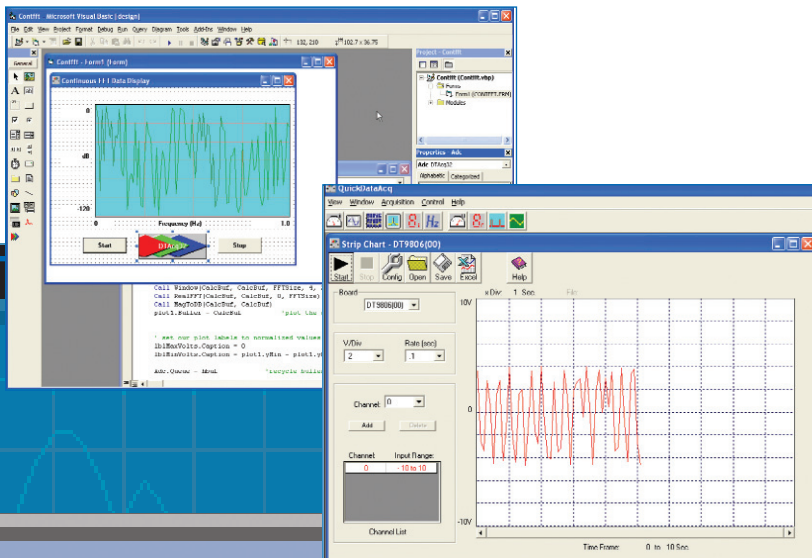 Contfft - Microsoft Visual Basic [design]
File Edit View Project Format Debug Run Query Diagram Tools Add-Ins Window Help
132, 210
102.7 x 36.75
General
Contfft - Form1 (Form)
Continuous FFT Data Display
0
dB
-120
0
Frequency (Hz)
1.0
Start
DTAcq32
Stop
Project - Contfft
Contfft (Contfft.vbp)
Forms
Form1 (CONTFFT.FRM)
Modules
Properties - Adc
Adc DTAcq32
Alphabetic Categorized
Call Window(CalcBuf, CalcBuf, FFTSize, 4,
Call RealFFT(CalcBuf, CalcBuf, 0, FFTSize)
Call MagToDB(CalcBuf, CalcBuf)
plot1.Buffer = CalcBuf 'plot the
' set our plot labels to normalized values
lblMaxVolts.Caption = 0
lblMinVolts.Caption = plot1.yMin - plot1.y
Adc.Queue = hBuf 'recycle buffe
QuickDataAcq
View Window Acquisition Control Help
Strip Chart - DT9806(00)
Start
Stop
Config
Open
Save
Excel
Help
Board
DT9806(00)
V/Div
2
Rate (sec)
.1
Channel: 0
Add
Delete
Channel: Input Range:
0 -10 to 10
Channel List
xDiv: 1 Sec
File
10V
0
-10V
Time Frame: 0 to 10 Sec